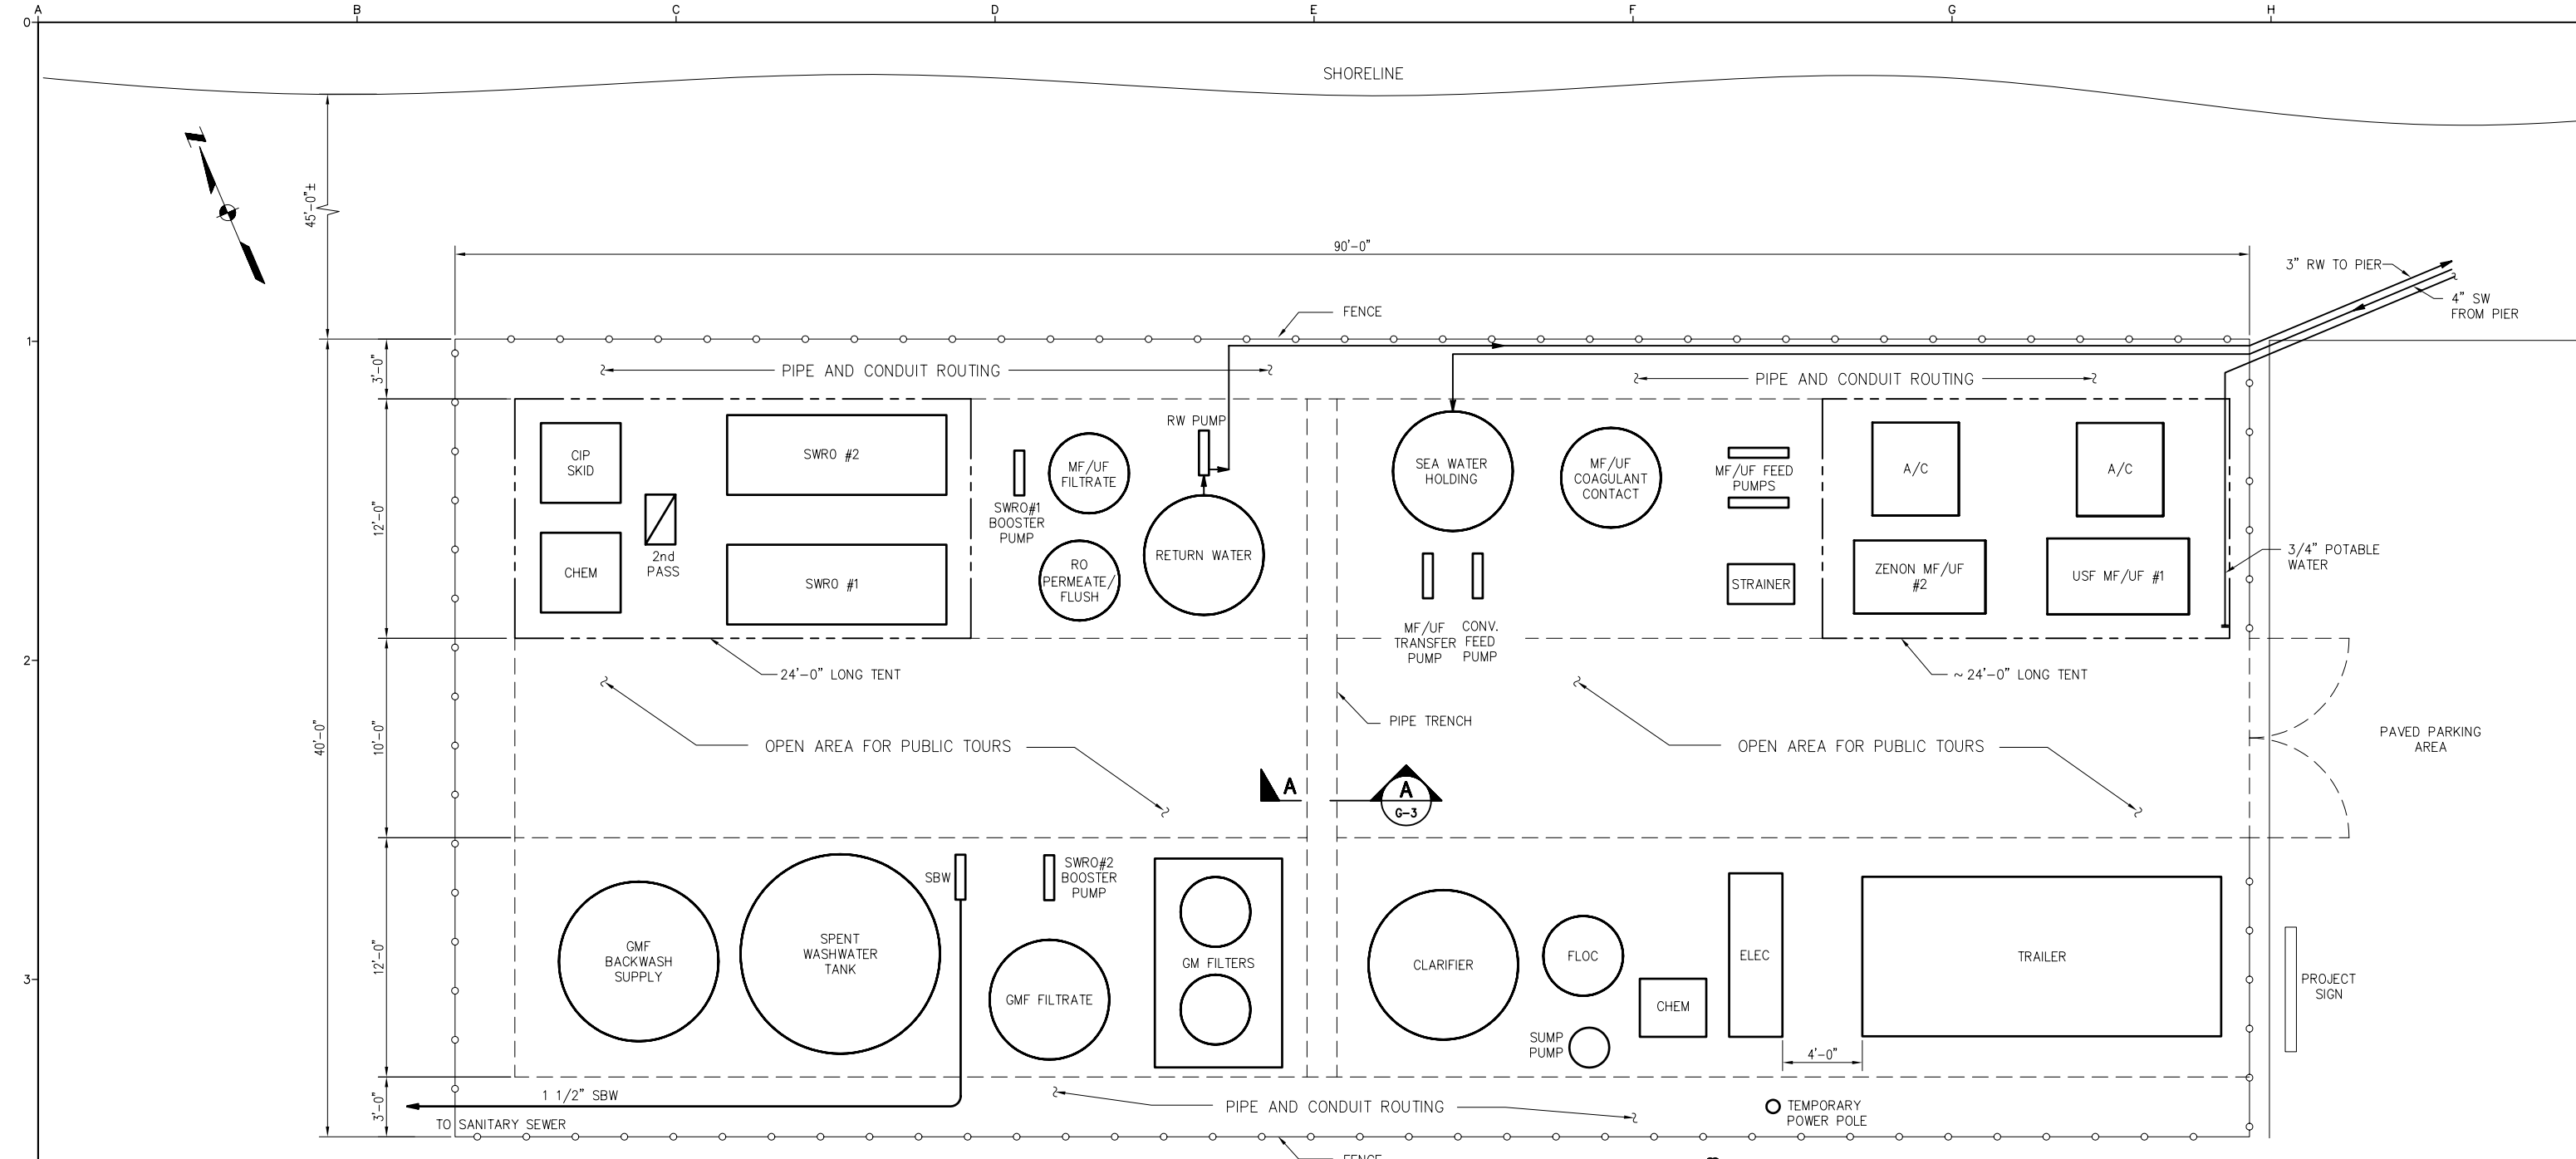 A B C D E F G H
0
SHORELINE
N
45'-0"±
90'-0"
3" RW TO PIER
4" SW
FROM PIER
FENCE
1
3'-0"
PIPE AND CONDUIT ROUTING
PIPE AND CONDUIT ROUTING
12'-0"
CIP
SKID
SWRO #2
CHEM
2nd
PASS
SWRO #1
SWRO#1
BOOSTER
PUMP
MF/UF
FILTRATE
RO
PERMEATE/
FLUSH
RW PUMP
RETURN WATER
SEA WATER
HOLDING
MF/UF
COAGULANT
CONTACT
MF/UF FEED
PUMPS
A/C
A/C
STRAINER
ZENON MF/UF
#2
USF MF/UF #1
3/4" POTABLE
WATER
MF/UF
TRANSFER
PUMP
CONV.
FEED
PUMP
2
24'-0" LONG TENT
~ 24'-0" LONG TENT
40'-0"
10'-0"
PIPE TRENCH
OPEN AREA FOR PUBLIC TOURS
OPEN AREA FOR PUBLIC TOURS
PAVED PARKING
AREA
A
A
G-3
12'-0"
SBW
SWRO#2
BOOSTER
PUMP
GMF
BACKWASH
SUPPLY
SPENT
WASHWATER
TANK
GMF FILTRATE
GM FILTERS
CLARIFIER
FLOC
CHEM
ELEC
TRAILER
3
PROJECT
SIGN
SUMP
PUMP
4'-0"
3'-0"
1 1/2" SBW
TO SANITARY SEWER
PIPE AND CONDUIT ROUTING
TEMPORARY
POWER POLE
FENCE